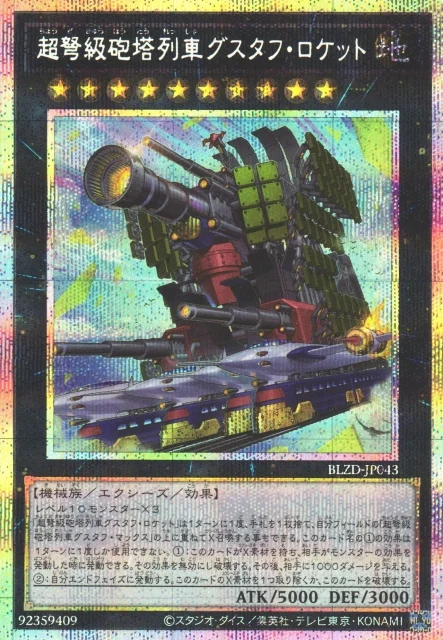 超弩級砲塔列車グスタフ・ロケット 地
BLZD-JP043
【機械族/エクシーズ/効果】
レベル10モンスター×3
「超弩級砲塔列車グスタフ・ロケット」は1ターンに1度、手札を1枚捨て、自分フィールドの「超弩級
砲塔列車グスタフ・マックス」の上に重ねてX召喚する事もできる。このカード名の①の効果は
1ターンに1度しか使用できない。①:このカードがX素材を持ち、相手がモンスターの効果を
発動した時に発動できる。その効果を無効にし破壊する。その後、相手に1000ダメージを与える。
②:自分エンドフェイズに発動する。このカードのX素材を1つ取り除くか、このカードを破壊する。
ATK/5000 DEF/3000
92359409
©スタジオ・ダイス/集英社・テレビ東京・KONAMI